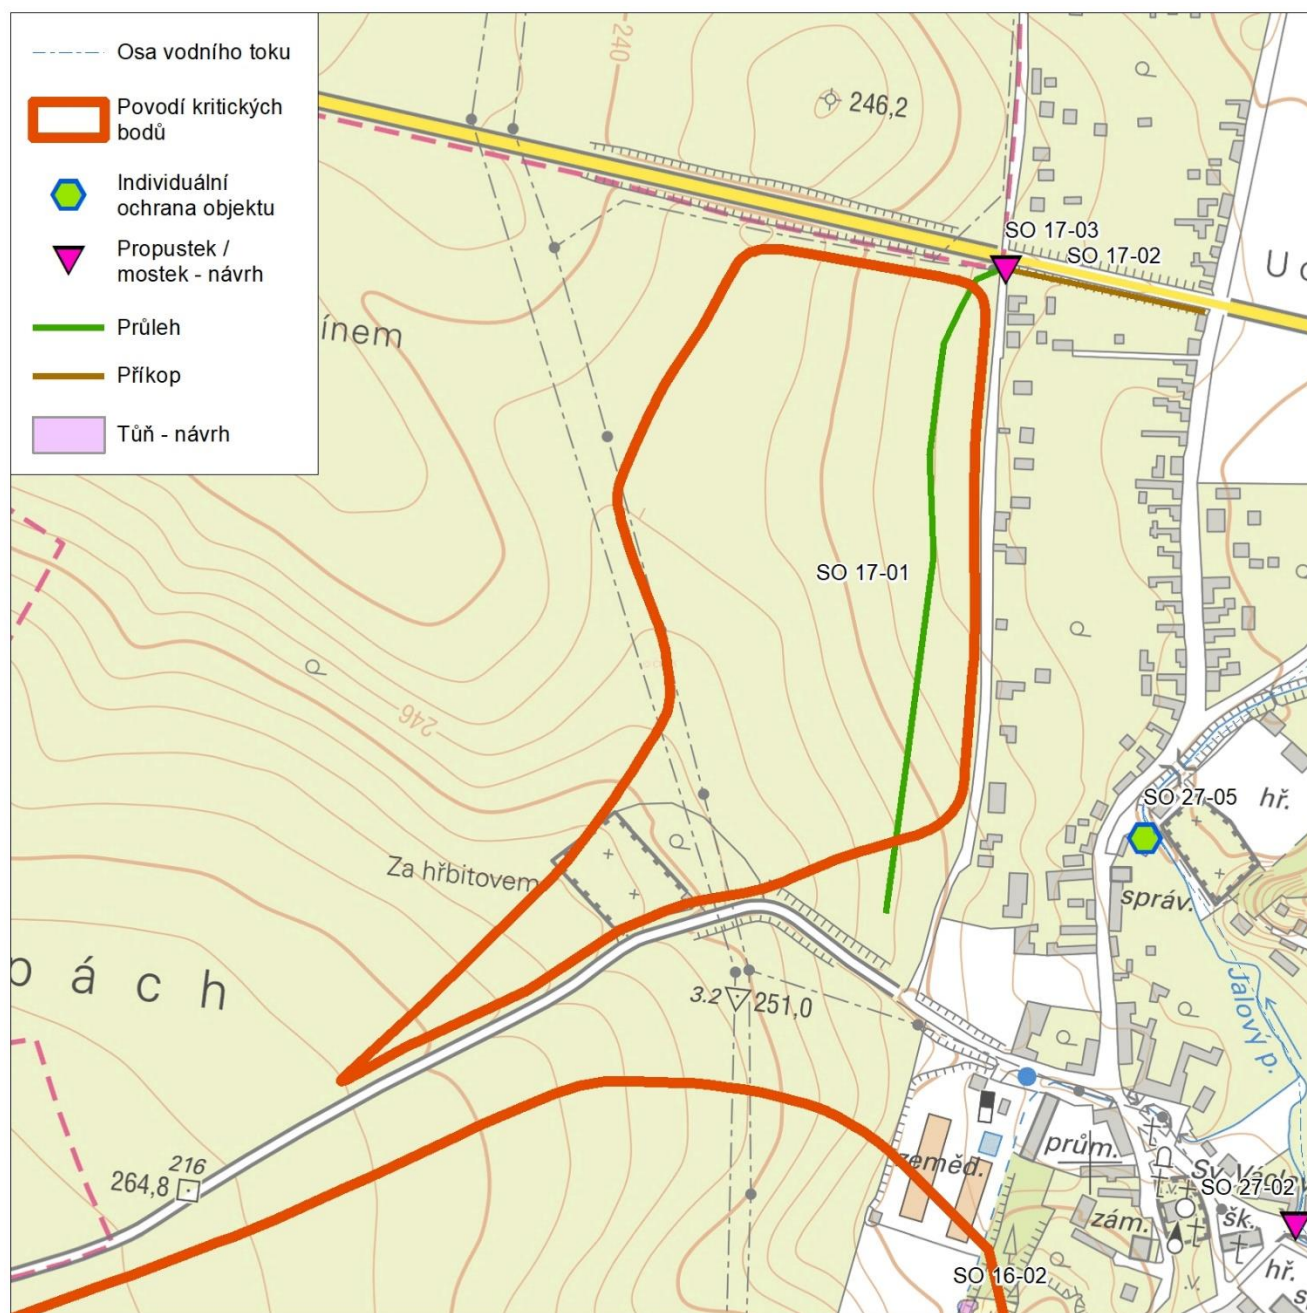 Osa vodního toku
Povodí kritických
bodů
Individuální
ochrana objektu
Propustek /
mostek - návrh
Průleh
Příkop
Tůň - návrh
240
246,2
SO 17-03
SO 17-02
ínem
SO 17-01
246
SO 27-05
hř.
Za hřbitovem
správ.
pách
3.2 251,0
Jalový p.
216
264,8
zeměd.
prům.
SO 27-02
zám.
šk.
hř.
SO 16-02